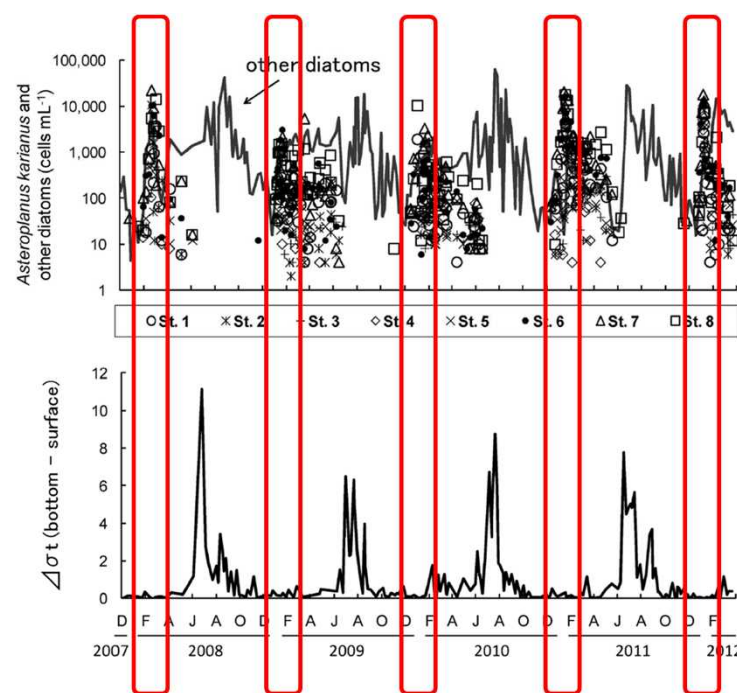 Asteroplanus karianus and
other diatoms (cells mL⁻¹)
100,000
10,000
1,000
100
10
1
other diatoms
St. 1 St. 2 St. 3 St. 4 St. 5 St. 6 St. 7 St. 8
⊿σt (bottom – surface)
12
10
8
6
4
2
0
D F A J A O D F A J A O D F A J A O D F A J A O D F
2007 2008 2009 2010 2011 2012